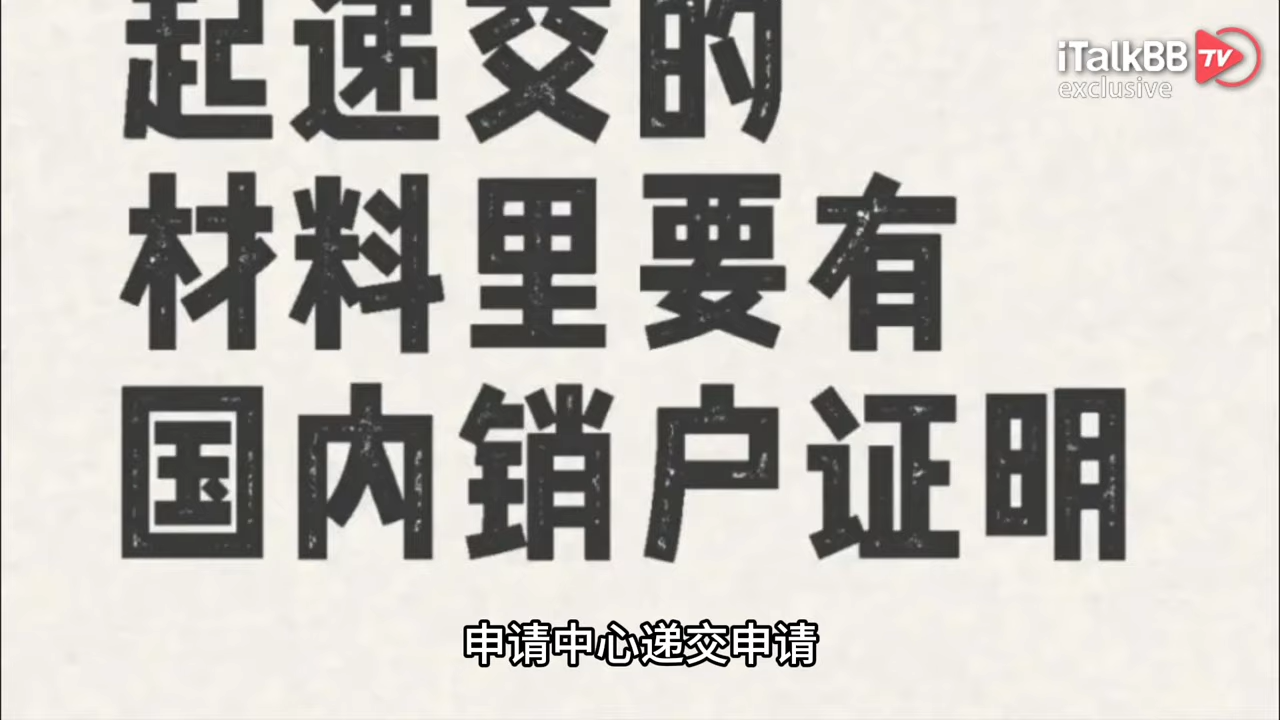 起递交的
iTalkBB TV
exclusive
材料里要有
国内销户证明
申请中心递交申请